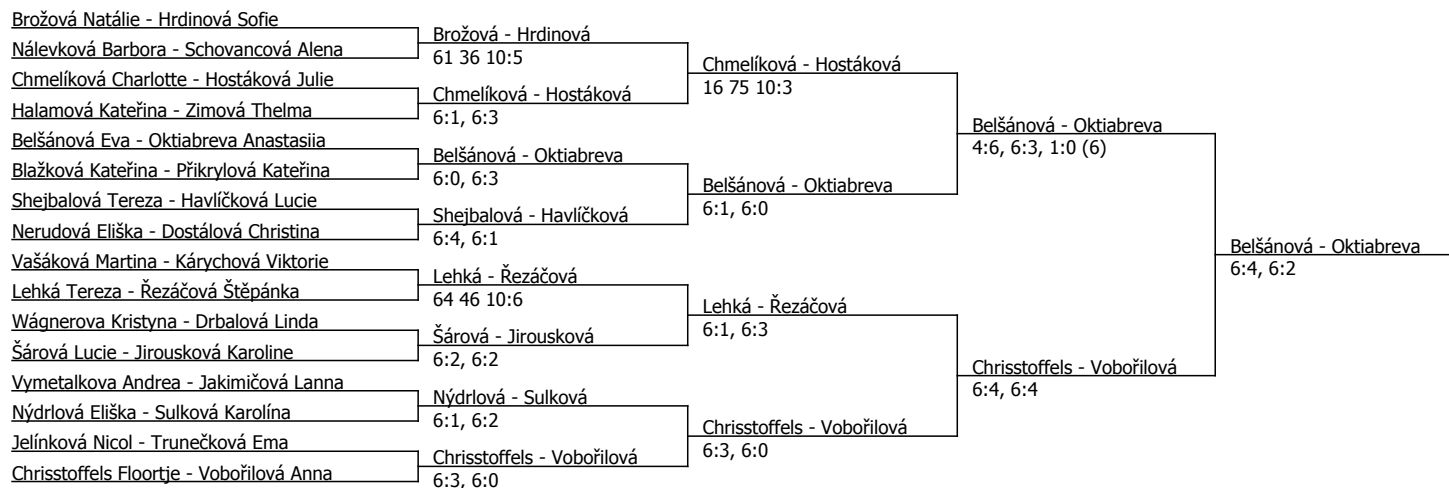 Brožová Natálie - Hrdinová Sofie
Nálevková Barbora - Schovancová Alena
Chmelíková Charlotte - Hostáková Julie
Halamová Kateřina - Zimová Thelma
Belšánová Eva - Oktiabreva Anastasiia
Blažková Kateřina - Přikrylová Kateřina
Shejbalová Tereza - Havlíčková Lucie
Nerudová Eliška - Dostálová Christina
Vašáková Martina - Kárychová Viktorie
Lehká Tereza - Řezáčová Štěpánka
Wágnerova Kristyna - Drbalová Linda
Šárová Lucie - Jirousková Karoline
Vymetalkova Andrea - Jakimičová Lanna
Nýdrlová Eliška - Sulková Karolína
Jelínková Nicol - Trunečková Ema
Chrisstoffels Floortje - Vobořilová Anna
Brožová - Hrdinová
61 36 10:5
Chmelíková - Hostáková
6:1, 6:3
Belšánová - Oktiabreva
6:0, 6:3
Shejbalová - Havlíčková
6:4, 6:1
Lehká - Řezáčová
64 46 10:6
Šárová - Jirousková
6:2, 6:2
Nýdrlová - Sulková
6:1, 6:2
Chrisstoffels - Vobořilová
6:3, 6:0
Chmelíková - Hostáková
16 75 10:3
Belšánová - Oktiabreva
6:1, 6:0
Lehká - Řezáčová
6:1, 6:3
Chrisstoffels - Vobořilová
6:3, 6:0
Belšánová - Oktiabreva
4:6, 6:3, 1:0 (6)
Chrisstoffels - Vobořilová
6:4, 6:4
Belšánová - Oktiabreva
6:4, 6:2